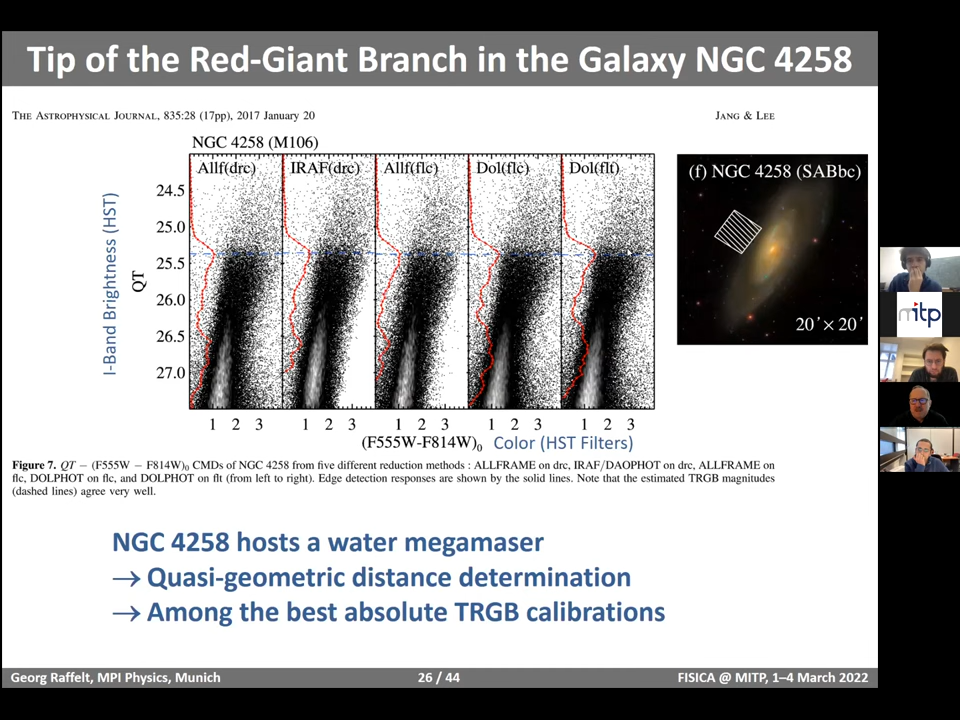 Tip of the Red-Giant Branch in the Galaxy NGC 4258
THE ASTROPHYSICAL JOURNAL, 835:28 (17pp), 2017 January 20
JANG & LEE
NGC 4258 (M106)
Allf(drc) IRAF(drc) Allf(flc) Dol(flc) Dol(flt)
24.5
25.0
25.5
26.0
26.5
27.0
I-Band Brightness (HST)
QT
1 2 3 1 2 3 1 2 3 1 2 3 1 2 3
(F555W-F814W)₀ Color (HST Filters)
(f) NGC 4258 (SABbc)
20′×20′
mitp
Figure 7. QT − (F555W − F814W)₀ CMDs of NGC 4258 from five different reduction methods : ALLFRAME on drc, IRAF/DAOPHOT on drc, ALLFRAME on
flc, DOLPHOT on flc, and DOLPHOT on flt (from left to right). Edge detection responses are shown by the solid lines. Note that the estimated TRGB magnitudes
(dashed lines) agree very well.
NGC 4258 hosts a water megamaser
→ Quasi-geometric distance determination
→ Among the best absolute TRGB calibrations
Georg Raffelt, MPI Physics, Munich
26 / 44
FISICA @ MITP, 1–4 March 2022